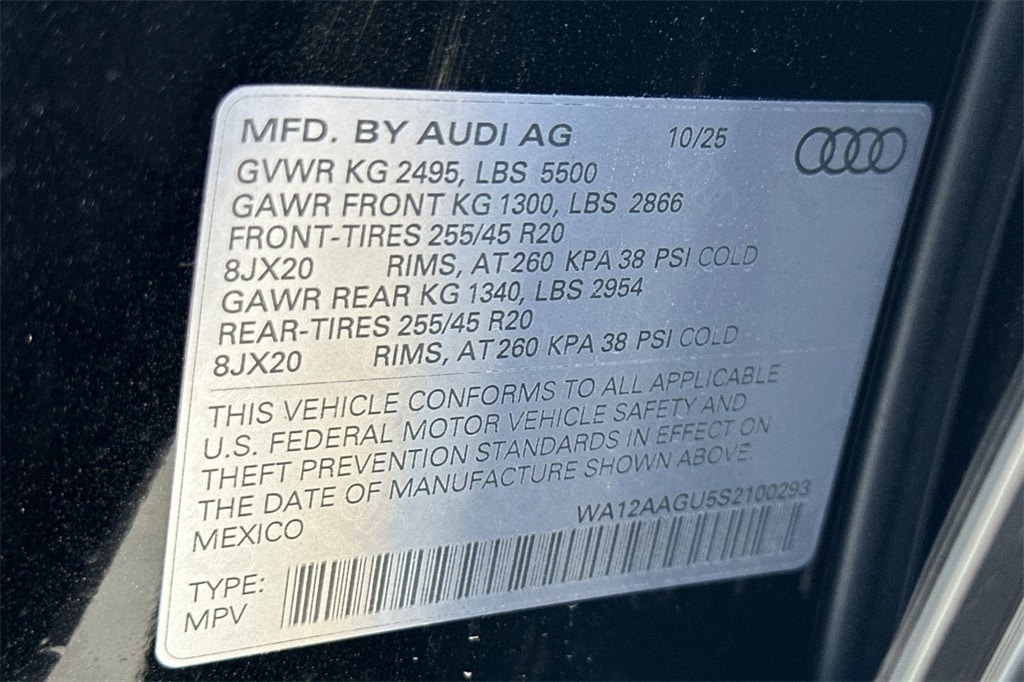 MFD. BY AUDI AG 10/25
GVWR KG 2495, LBS 5500
GAWR FRONT KG 1300, LBS 2866
FRONT-TIRES 255/45 R20
8JX20 RIMS, AT 260 KPA 38 PSI COLD
GAWR REAR KG 1340, LBS 2954
REAR-TIRES 255/45 R20
8JX20 RIMS, AT 260 KPA 38 PSI COLD
THIS VEHICLE CONFORMS TO ALL APPLICABLE
U.S. FEDERAL MOTOR VEHICLE SAFETY AND
THEFT PREVENTION STANDARDS IN EFFECT ON
THE DATE OF MANUFACTURE SHOWN ABOVE.
MEXICO WA12AAGU5S2100293
TYPE:
MPV